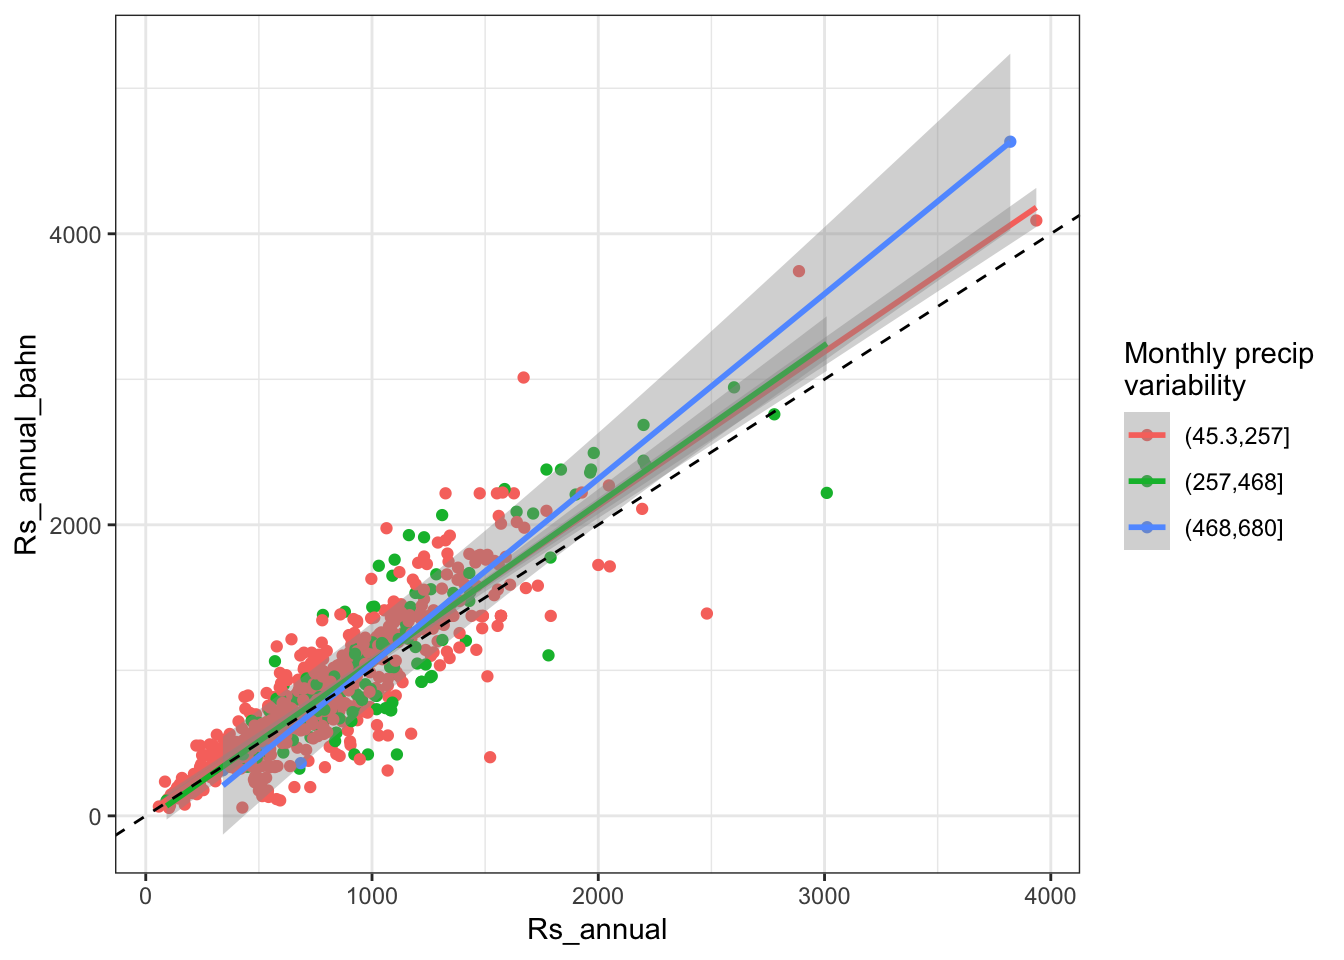 4000
2000
0
Rs_annual_bahn
0
1000
2000
3000
4000
Rs_annual
Monthly precip
variability
(45.3,257]
(257,468]
(468,680]